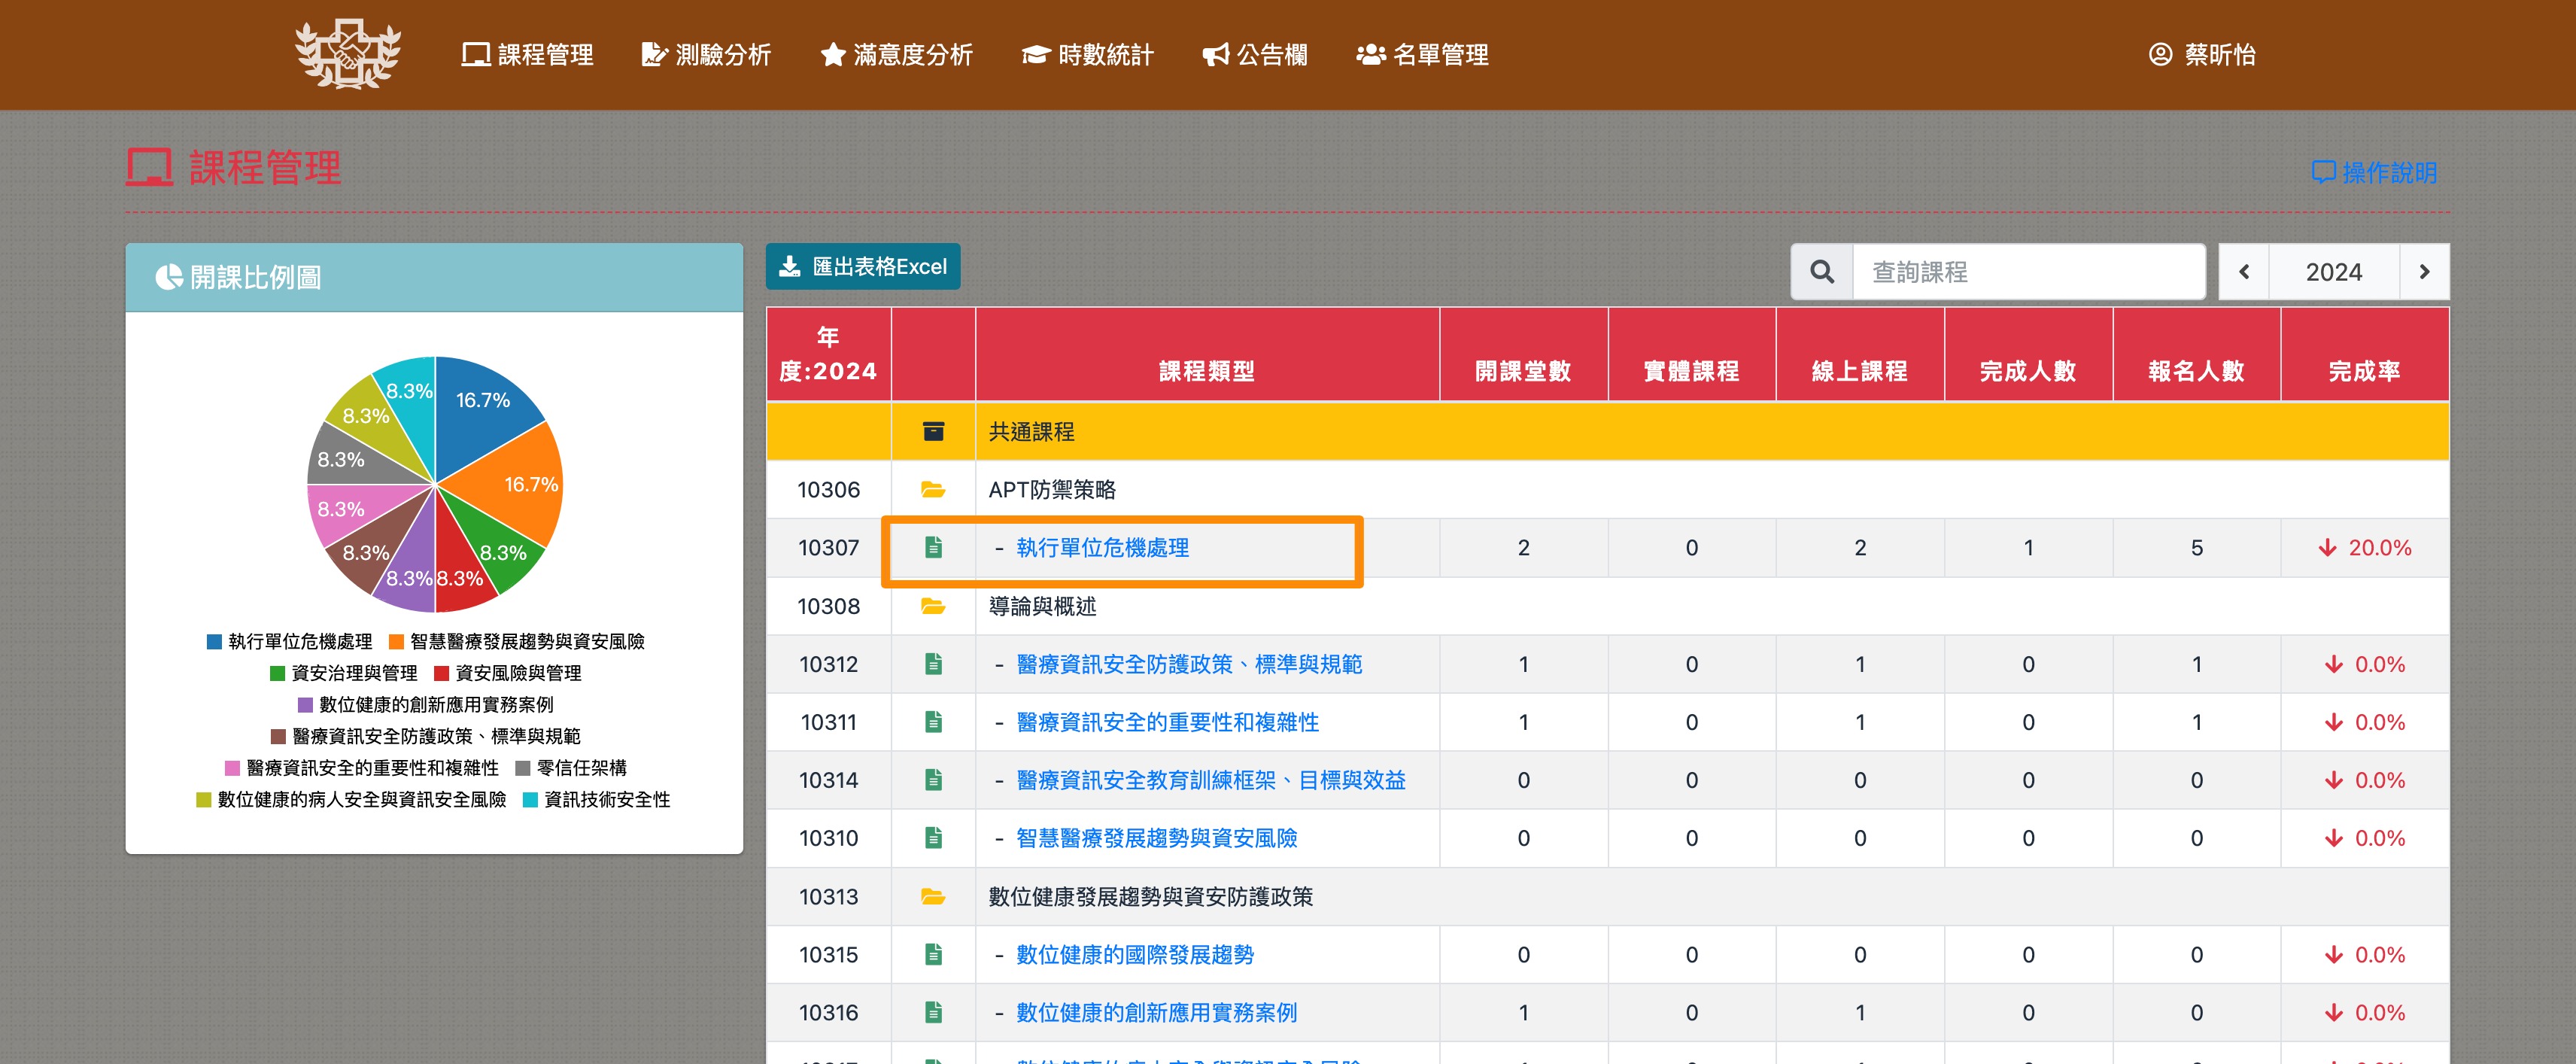 課程管理 測驗分析 滿意度分析 時數統計 公告欄 名單管理 蔡昕怡
課程管理
操作說明
開課比例圖
16.7%
16.7%
8.3%
8.3%
8.3%
8.3%
8.3%
8.3%
8.3%
8.3%
執行單位危機處理 智慧醫療發展趨勢與資安風險
資安治理與管理 資安風險與管理
數位健康的創新應用實務案例
醫療資訊安全防護政策、標準與規範
醫療資訊安全的重要性和複雜性 零信任架構
數位健康的病人安全與資訊安全風險 資訊技術安全性
匯出表格Excel 查詢課程 2024
年度:2024 課程類型 開課堂數 實體課程 線上課程 完成人數 報名人數 完成率
共通課程
10306 APT防禦策略
10307 - 執行單位危機處理 2 0 2 1 5 20.0%
10308 導論與概述
10312 - 醫療資訊安全防護政策、標準與規範 1 0 1 0 1 0.0%
10311 - 醫療資訊安全的重要性和複雜性 1 0 1 0 1 0.0%
10314 - 醫療資訊安全教育訓練框架、目標與效益 0 0 0 0 0 0.0%
10310 - 智慧醫療發展趨勢與資安風險 0 0 0 0 0 0.0%
10313 數位健康發展趨勢與資安防護政策
10315 - 數位健康的國際發展趨勢 0 0 0 0 0 0.0%
10316 - 數位健康的創新應用實務案例 1 0 1 0 0 0.0%